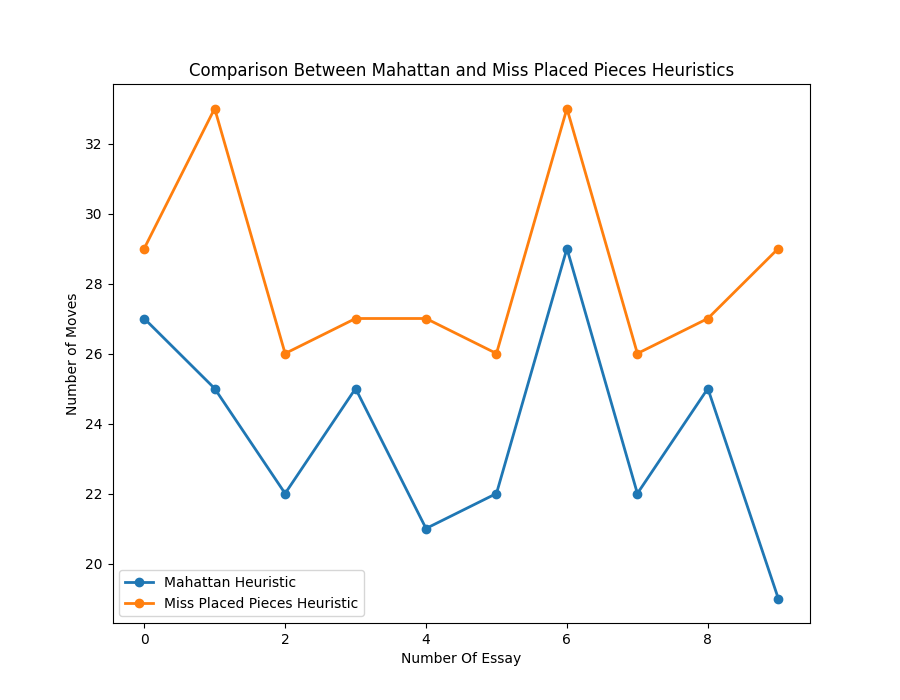 Comparison Between Mahattan and Miss Placed Pieces Heuristics
32
30
28
26
24
22
20
Number of Moves
Mahattan Heuristic
Miss Placed Pieces Heuristic
0 2 4 6 8
Number Of Essay